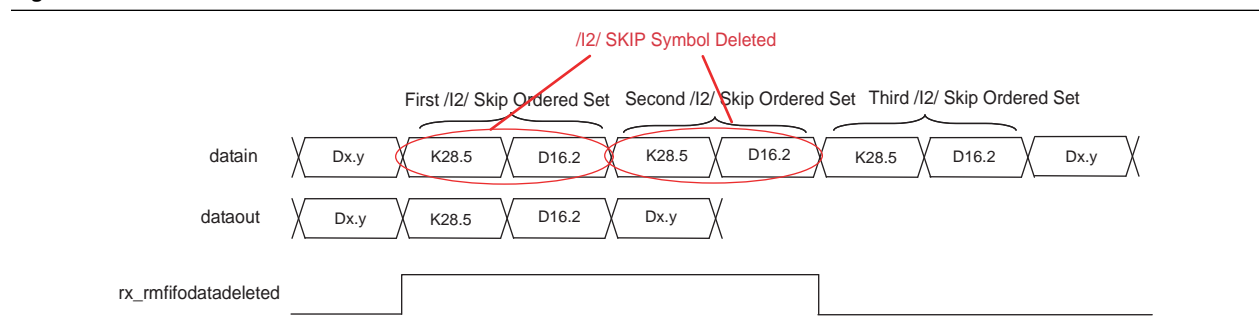 /I2/ SKIP Symbol Deleted
First /I2/ Skip Ordered Set Second /I2/ Skip Ordered Set Third /I2/ Skip Ordered Set
datain Dx.y K28.5 D16.2 K28.5 D16.2 K28.5 D16.2 Dx.y
dataout Dx.y K28.5 D16.2 Dx.y
rx_rmfifodatadeleted